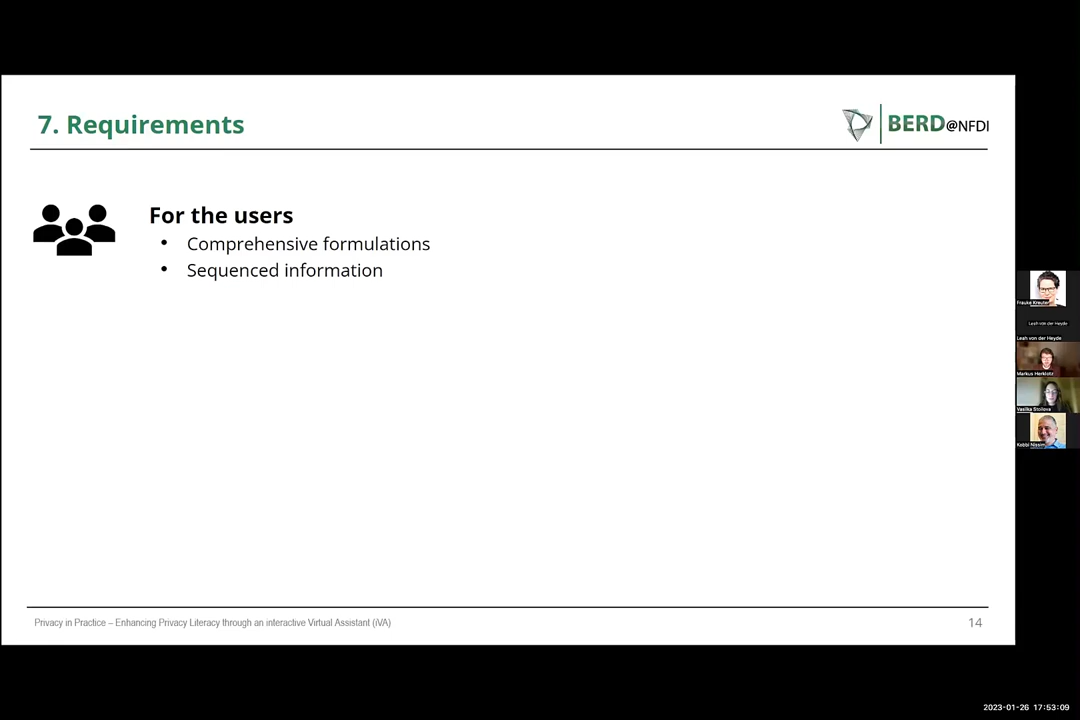 7. Requirements
BERD@NFDI
For the users
• Comprehensive formulations
• Sequenced information
Frauke Kreuter
Leah von der Heyde
Leah von der Heyde
Markus Herklotz
Vasilka Stoilova
Kobbi Nissim
Privacy in Practice – Enhancing Privacy Literacy through an interactive Virtual Assistant (iVA)
14
2023-01-26 17:53:09